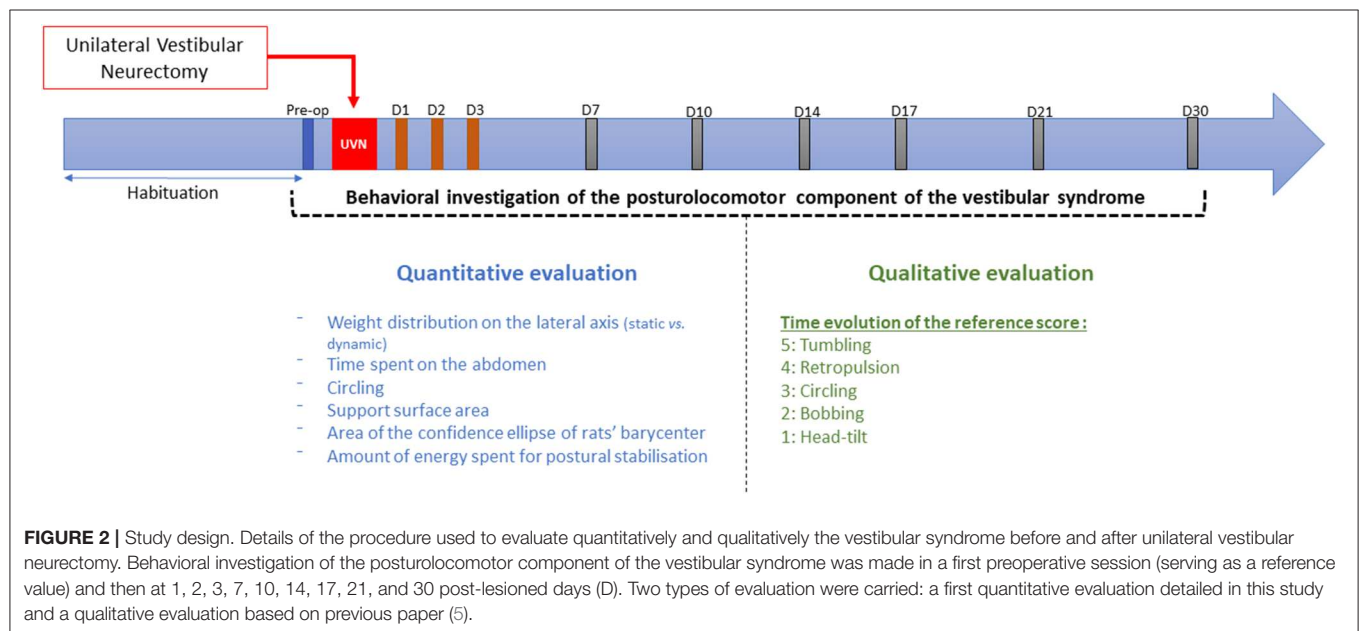 Unilateral Vestibular
Neurectomy
Pre-op
UVN
D1
D2
D3
D7
D10
D14
D17
D21
D30
Habituation
Behavioral investigation of the posturolocomotor component of the vestibular syndrome
Quantitative evaluation
- Weight distribution on the lateral axis (static vs.
dynamic)
- Time spent on the abdomen
- Circling
- Support surface area
- Area of the confidence ellipse of rats' barycenter
- Amount of energy spent for postural stabilisation
Qualitative evaluation
Time evolution of the reference score :
5: Tumbling
4: Retropulsion
3: Circling
2: Bobbing
1: Head-tilt
FIGURE 2 | Study design. Details of the procedure used to evaluate quantitatively and qualitatively the vestibular syndrome before and after unilateral vestibular
neurectomy. Behavioral investigation of the posturolocomotor component of the vestibular syndrome was made in a first preoperative session (serving as a reference
value) and then at 1, 2, 3, 7, 10, 14, 17, 21, and 30 post-lesioned days (D). Two types of evaluation were carried: a first quantitative evaluation detailed in this study
and a qualitative evaluation based on previous paper (5).